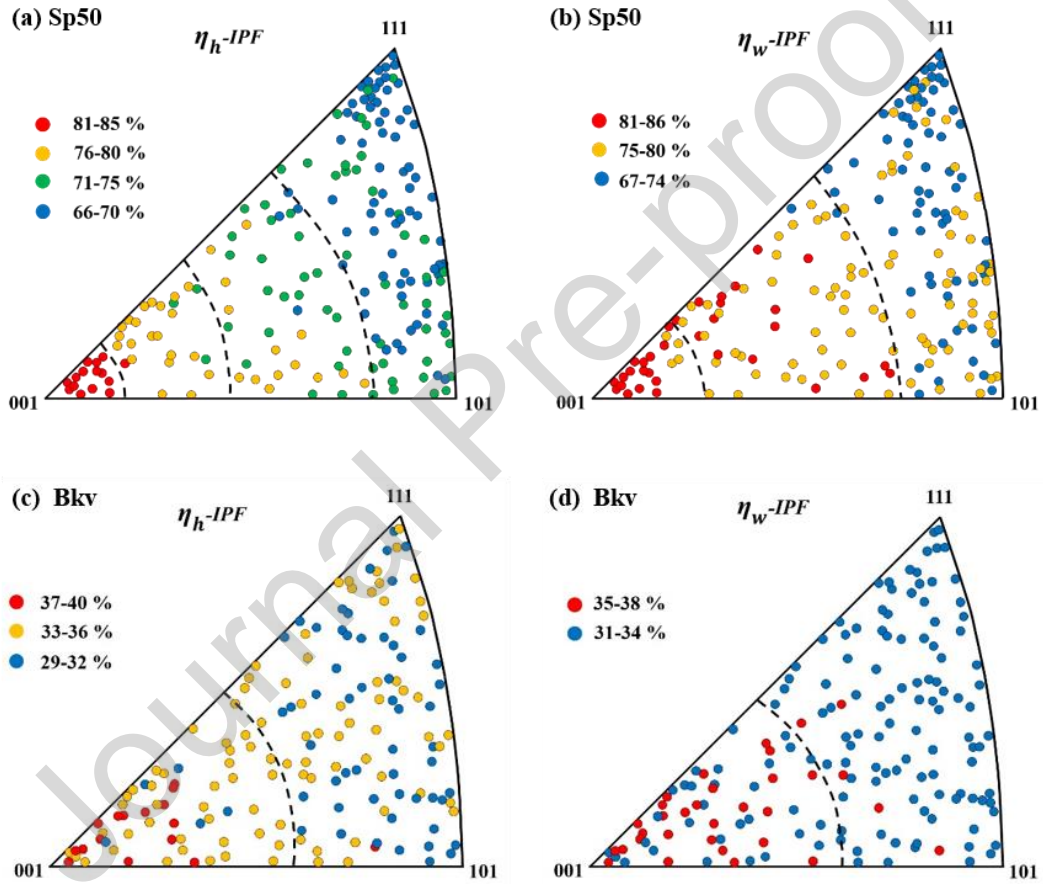 (a) Sp50
η_h-IPF
111
81-85 %
76-80 %
71-75 %
66-70 %
001
101
(b) Sp50
η_w-IPF
111
81-86 %
75-80 %
67-74 %
001
101
(c) Bkv
η_h-IPF
111
37-40 %
33-36 %
29-32 %
001
101
(d) Bkv
η_w-IPF
111
35-38 %
31-34 %
001
101
Journal Pre-proo